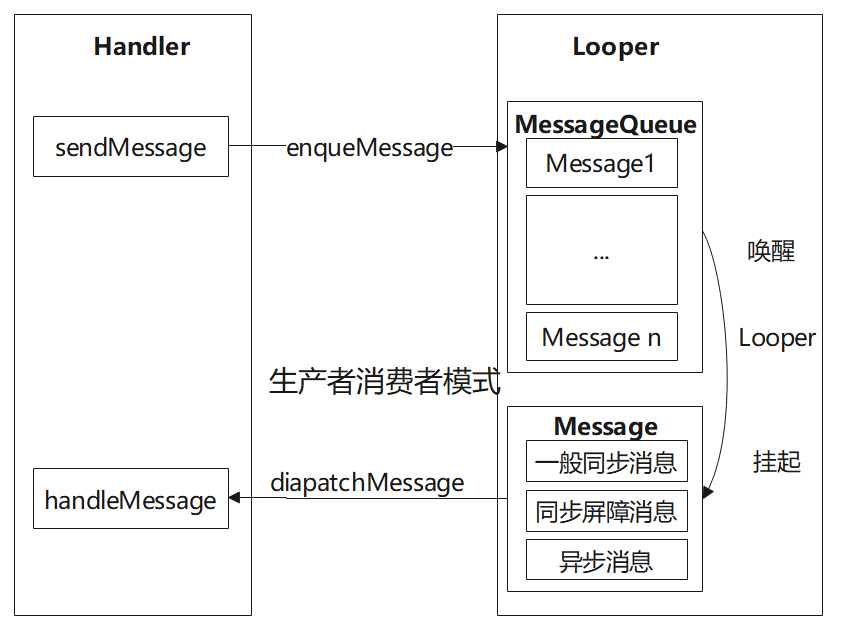 Handler
Looper
sendMessage
enqueMessage
MessageQueue
Message1
...
Message n
唤醒
Looper
挂起
生产者消费者模式
Message
一般同步消息
同步屏障消息
异步消息
diapatchMessage
handleMessage